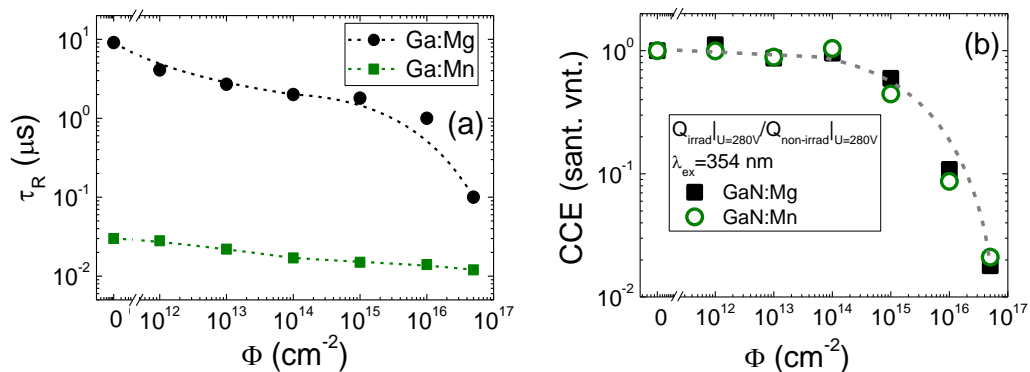 (a)
Ga:Mg
Ga:Mn
τ_R (μs)
10^1
10^0
10^-1
10^-2
0 10^12 10^13 10^14 10^15 10^16 10^17
Φ (cm^-2)
(b)
CCE (sant. vnt.)
10^0
10^-1
10^-2
Q_irrad|_U=280V/Q_non-irrad|_U=280V
λ_ex=354 nm
GaN:Mg
GaN:Mn
0 10^12 10^13 10^14 10^15 10^16 10^17
Φ (cm^-2)